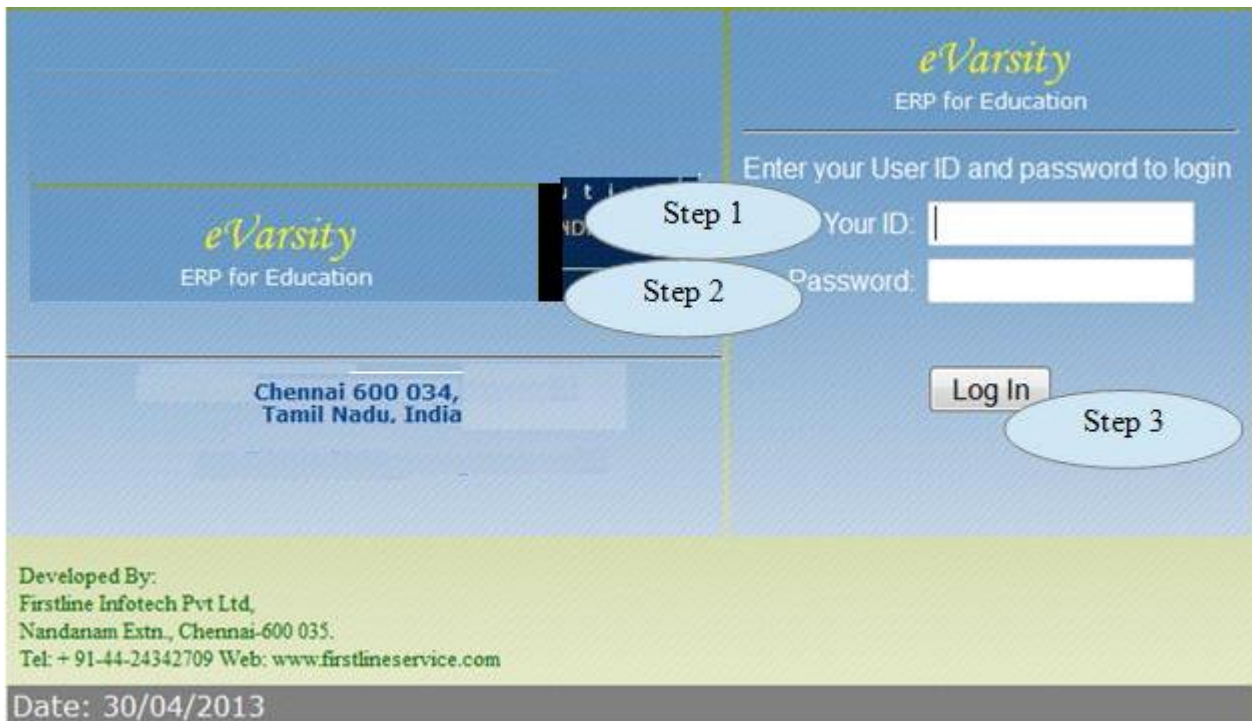 eVarsity
ERP for Education
Chennai 600 034,
Tamil Nadu, India
eVarsity
ERP for Education
Enter your User ID and password to login
Step 1
Your ID:
Step 2
Password:
Log In
Step 3
Developed By:
Firstline Infotech Pvt Ltd,
Nandanam Extn., Chennai-600 035.
Tel: + 91-44-24342709 Web: www.firstlineservice.com
Date: 30/04/2013